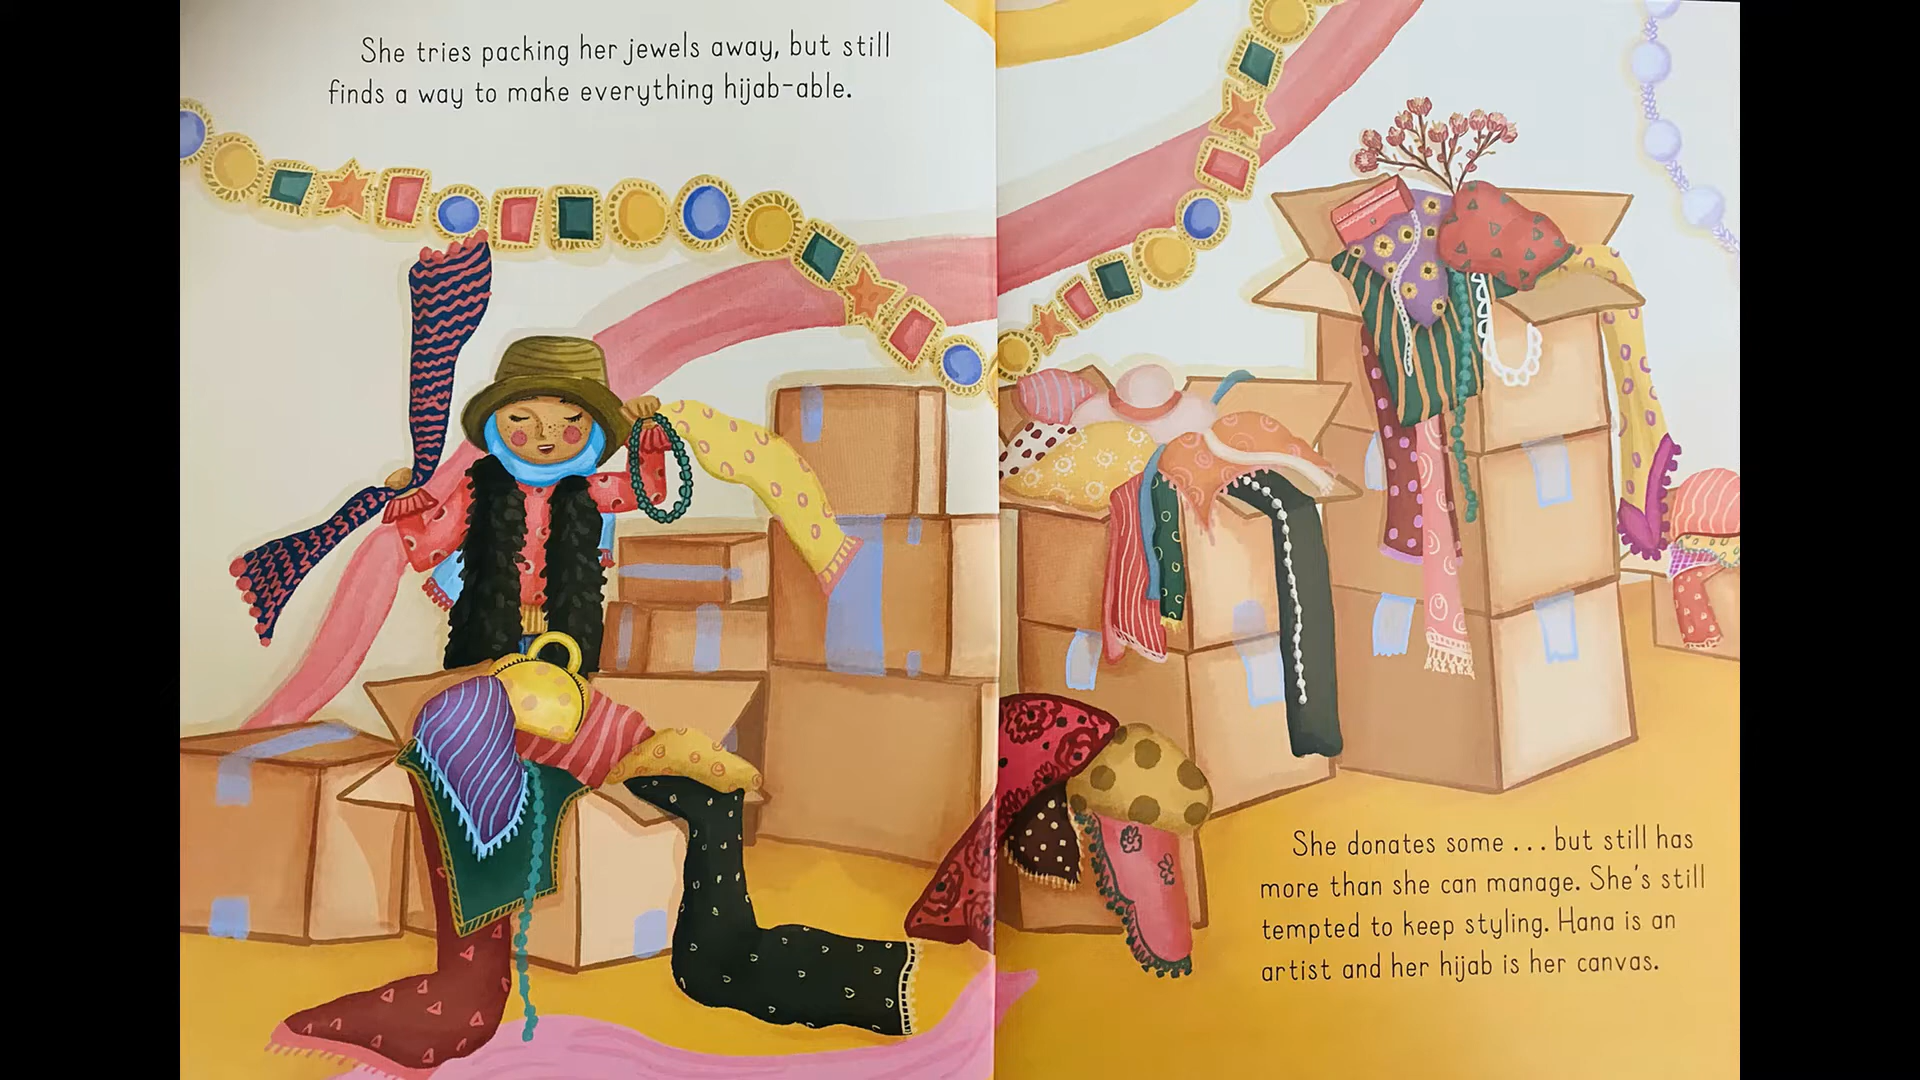 She tries packing her jewels away, but still
finds a way to make everything hijab-able.
She donates some ... but still has
more than she can manage. She's still
tempted to keep styling. Hana is an
artist and her hijab is her canvas.